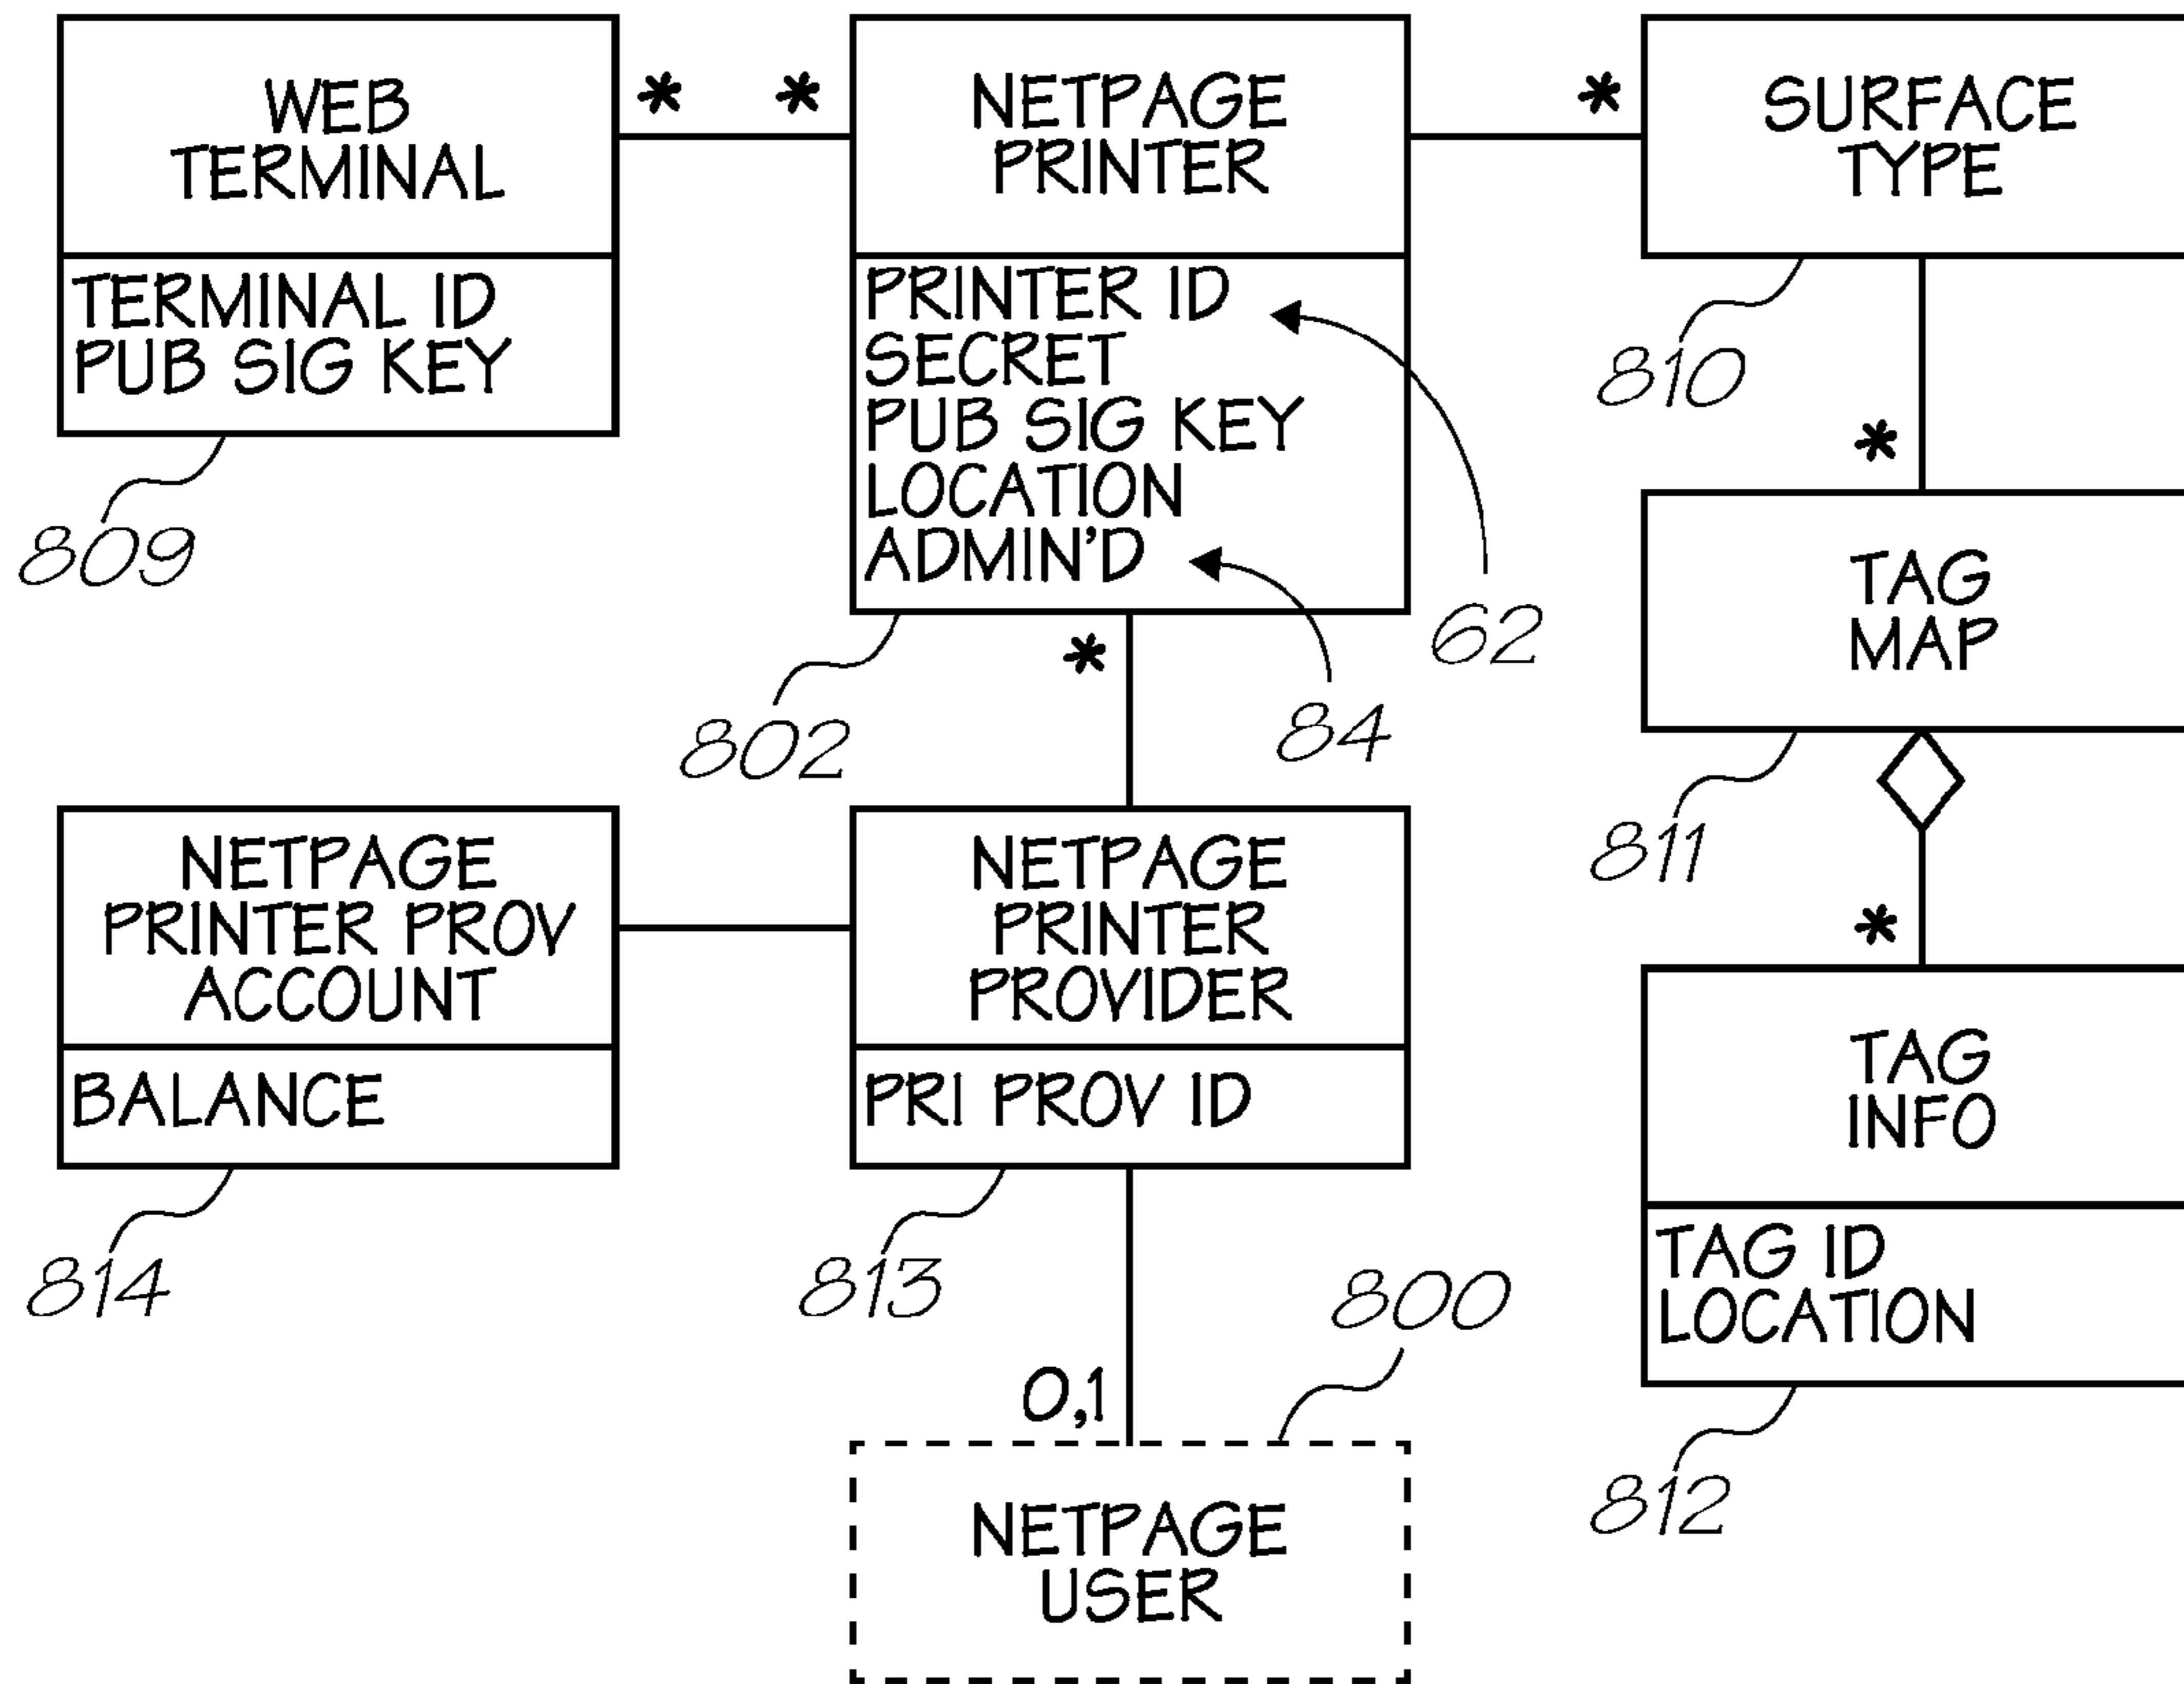 WEB
TERMINAL
TERMINAL ID
PUB SIG KEY
809
*
*
NETPAGE
PRINTER
PRINTER ID
SECRET
PUB SIG KEY
LOCATION
ADMIN'D
802
62
84
*
*
SURFACE
TYPE
810
*
TAG
MAP
811
*
TAG
INFO
TAG ID
LOCATION
812
NETPAGE
PRINTER PROV
ACCOUNT
BALANCE
814
NETPAGE
PRINTER
PROVIDER
PRI PROV ID
813
800
0,1
NETPAGE
USER